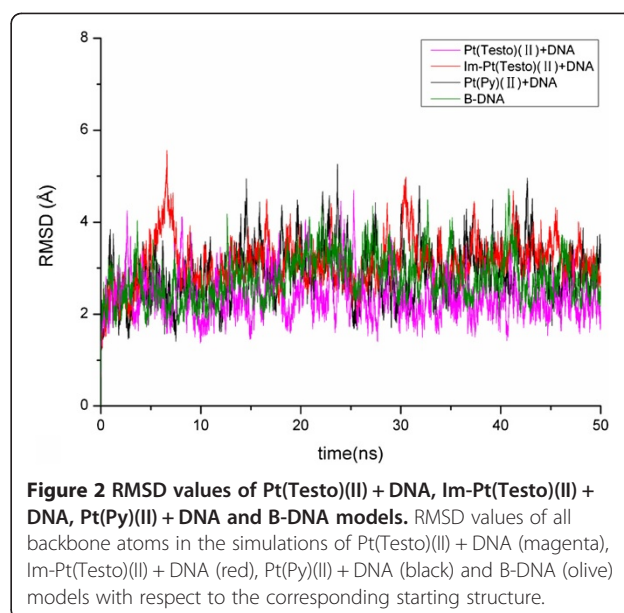 Pt(Testo)(II)+DNA
Im-Pt(Testo)(II)+DNA
Pt(Py)(II)+DNA
B-DNA
8
6
4
2
0
RMSD (Å)
0
10
20
30
40
50
time(ns)
Figure 2 RMSD values of Pt(Testo)(II) + DNA, Im-Pt(Testo)(II) +
DNA, Pt(Py)(II) + DNA and B-DNA models. RMSD values of all
backbone atoms in the simulations of Pt(Testo)(II) + DNA (magenta),
Im-Pt(Testo)(II) + DNA (red), Pt(Py)(II) + DNA (black) and B-DNA (olive)
models with respect to the corresponding starting structure.